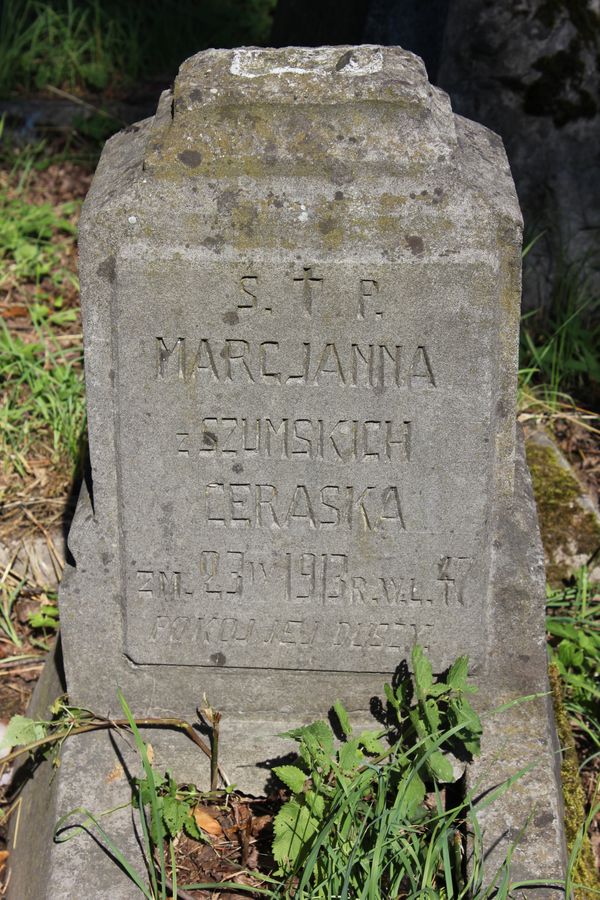 S. † P.
MARCJANNA
z SZUMSKICH
CERASKA
ZM. 23 IV 1913 R. W. L. 47
POKÓJ JEJ DUSZY.